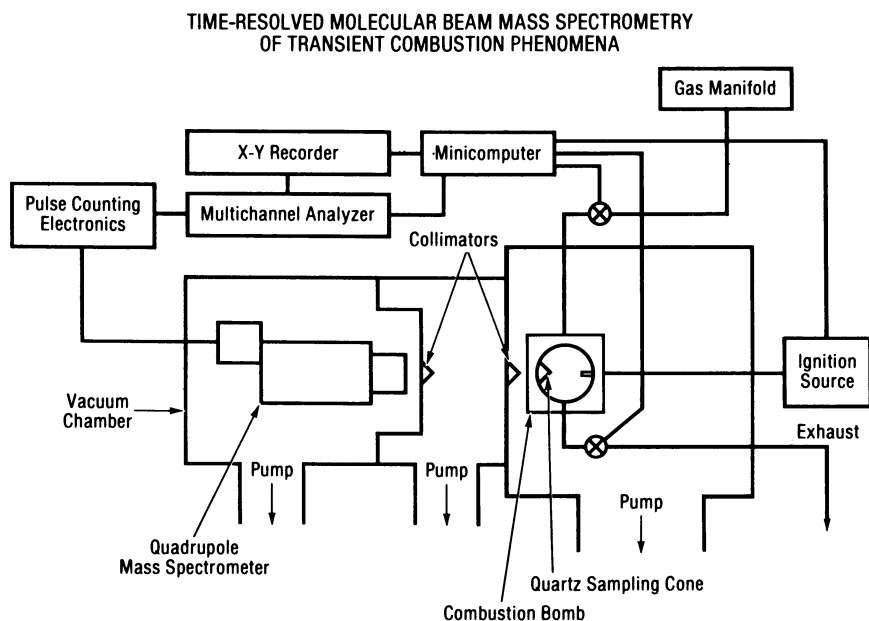 TIME-RESOLVED MOLECULAR BEAM MASS SPECTROMETRY
OF TRANSIENT COMBUSTION PHENOMENA
Gas Manifold
X-Y Recorder
Minicomputer
Pulse Counting
Electronics
Multichannel Analyzer
Collimators
Ignition
Source
Vacuum
Chamber
Exhaust
Pump
Pump
Pump
Quadrupole
Mass Spectrometer
Quartz Sampling Cone
Combustion Bomb